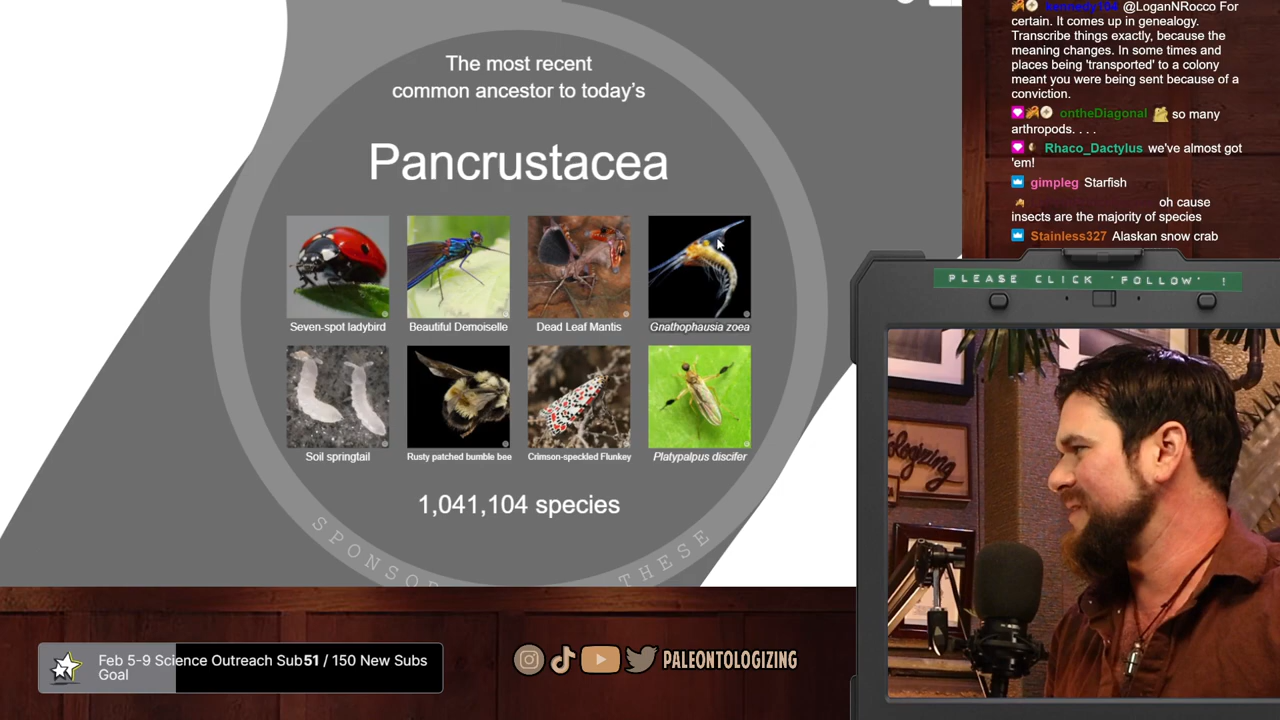 The most recent
common ancestor to today's
Pancrustacea
Seven-spot ladybird
Beautiful Demoiselle
Dead Leaf Mantis
Gnathophausia zoea
Soil springtail
Rusty patched bumble bee
Crimson-speckled Flunkey
Platypalpus discifer
1,041,104 species
SPONSO
THESE
kennedy104 @LoganNRocco For
certain. It comes up in genealogy.
Transcribe things exactly, because the
meaning changes. In some times and
places being 'transported' to a colony
meant you were being sent because of a
conviction.
ontheDiagonal so many
arthropods. . . .
Rhaco_Dactylus we've almost got
'em!
gimpleg Starfish
oh cause
insects are the majority of species
Stainless327 Alaskan snow crab
PLEASE CLICK 'FOLLOW' !
ologizing
Feb 5-9 Science Outreach Sub 51 / 150 New Subs
Goal
PALEONTOLOGIZING